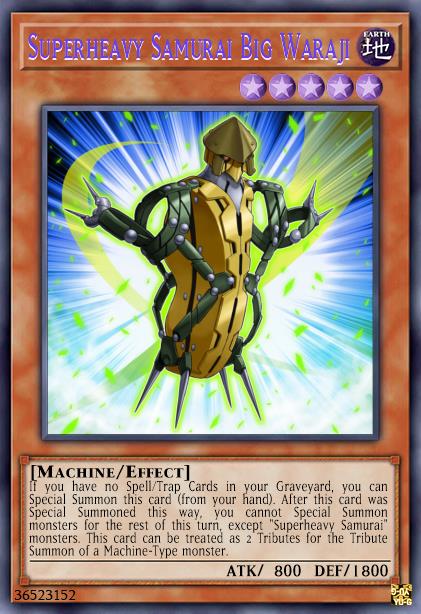 Superheavy Samurai Big Waraji
EARTH
地
[Machine/Effect]
If you have no Spell/Trap Cards in your Graveyard, you can
Special Summon this card (from your hand). After this card was
Special Summoned this way, you cannot Special Summon
monsters for the rest of this turn, except "Superheavy Samurai"
monsters. This card can be treated as 2 Tributes for the Tribute
Summon of a Machine-Type monster.
ATK/ 800 DEF/1800
36523152